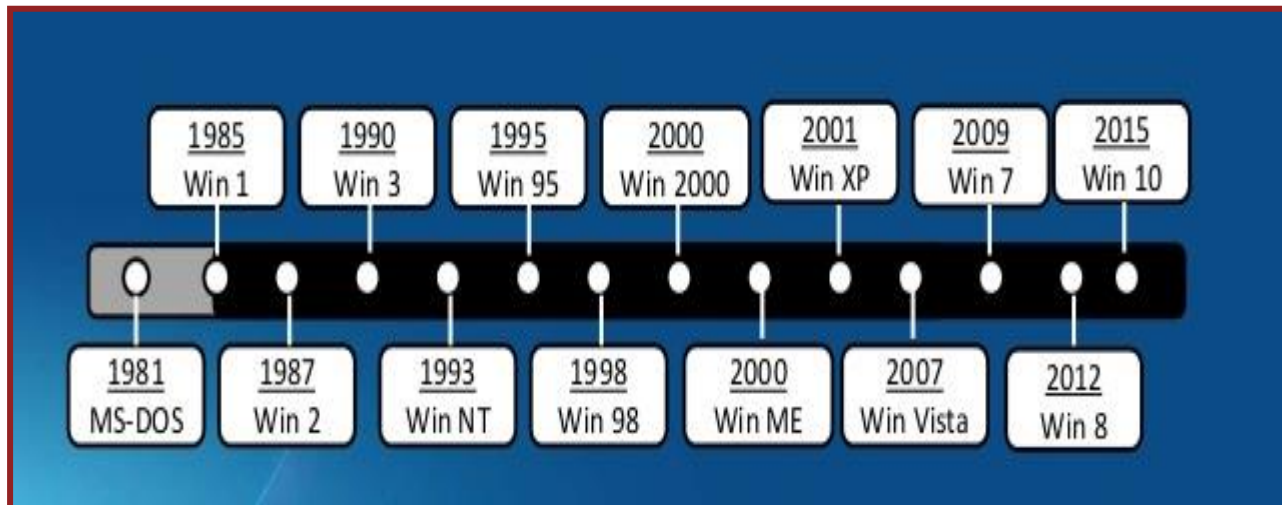 1985
Win 1
1990
Win 3
1995
Win 95
2000
Win 2000
2001
Win XP
2009
Win 7
2015
Win 10
1981
MS-DOS
1987
Win 2
1993
Win NT
1998
Win 98
2000
Win ME
2007
Win Vista
2012
Win 8